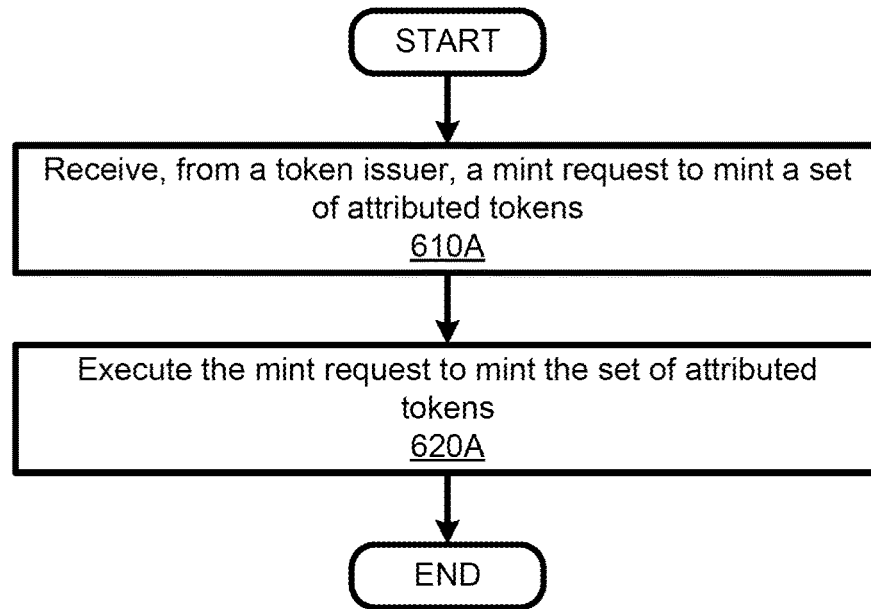 START
Receive, from a token issuer, a mint request to mint a set
of attributed tokens
610A
Execute the mint request to mint the set of attributed
tokens
620A
END